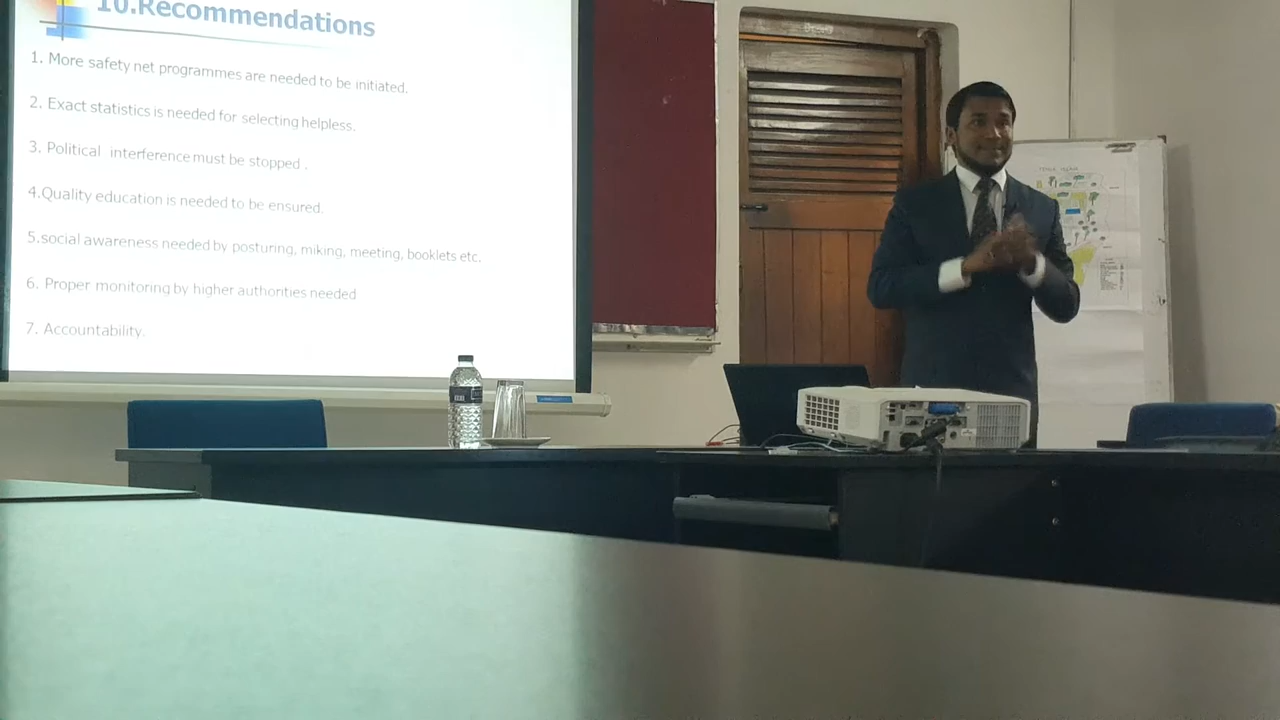 10.Recommendations
1. More safety net programmes are needed to be initiated.
2. Exact statistics is needed for selecting helpless.
3. Political interference must be stopped .
4.Quality education is needed to be ensured.
5.social awareness needed by posturing, miking, meeting, booklets etc.
6. Proper monitoring by higher authorities needed
7. Accountability.